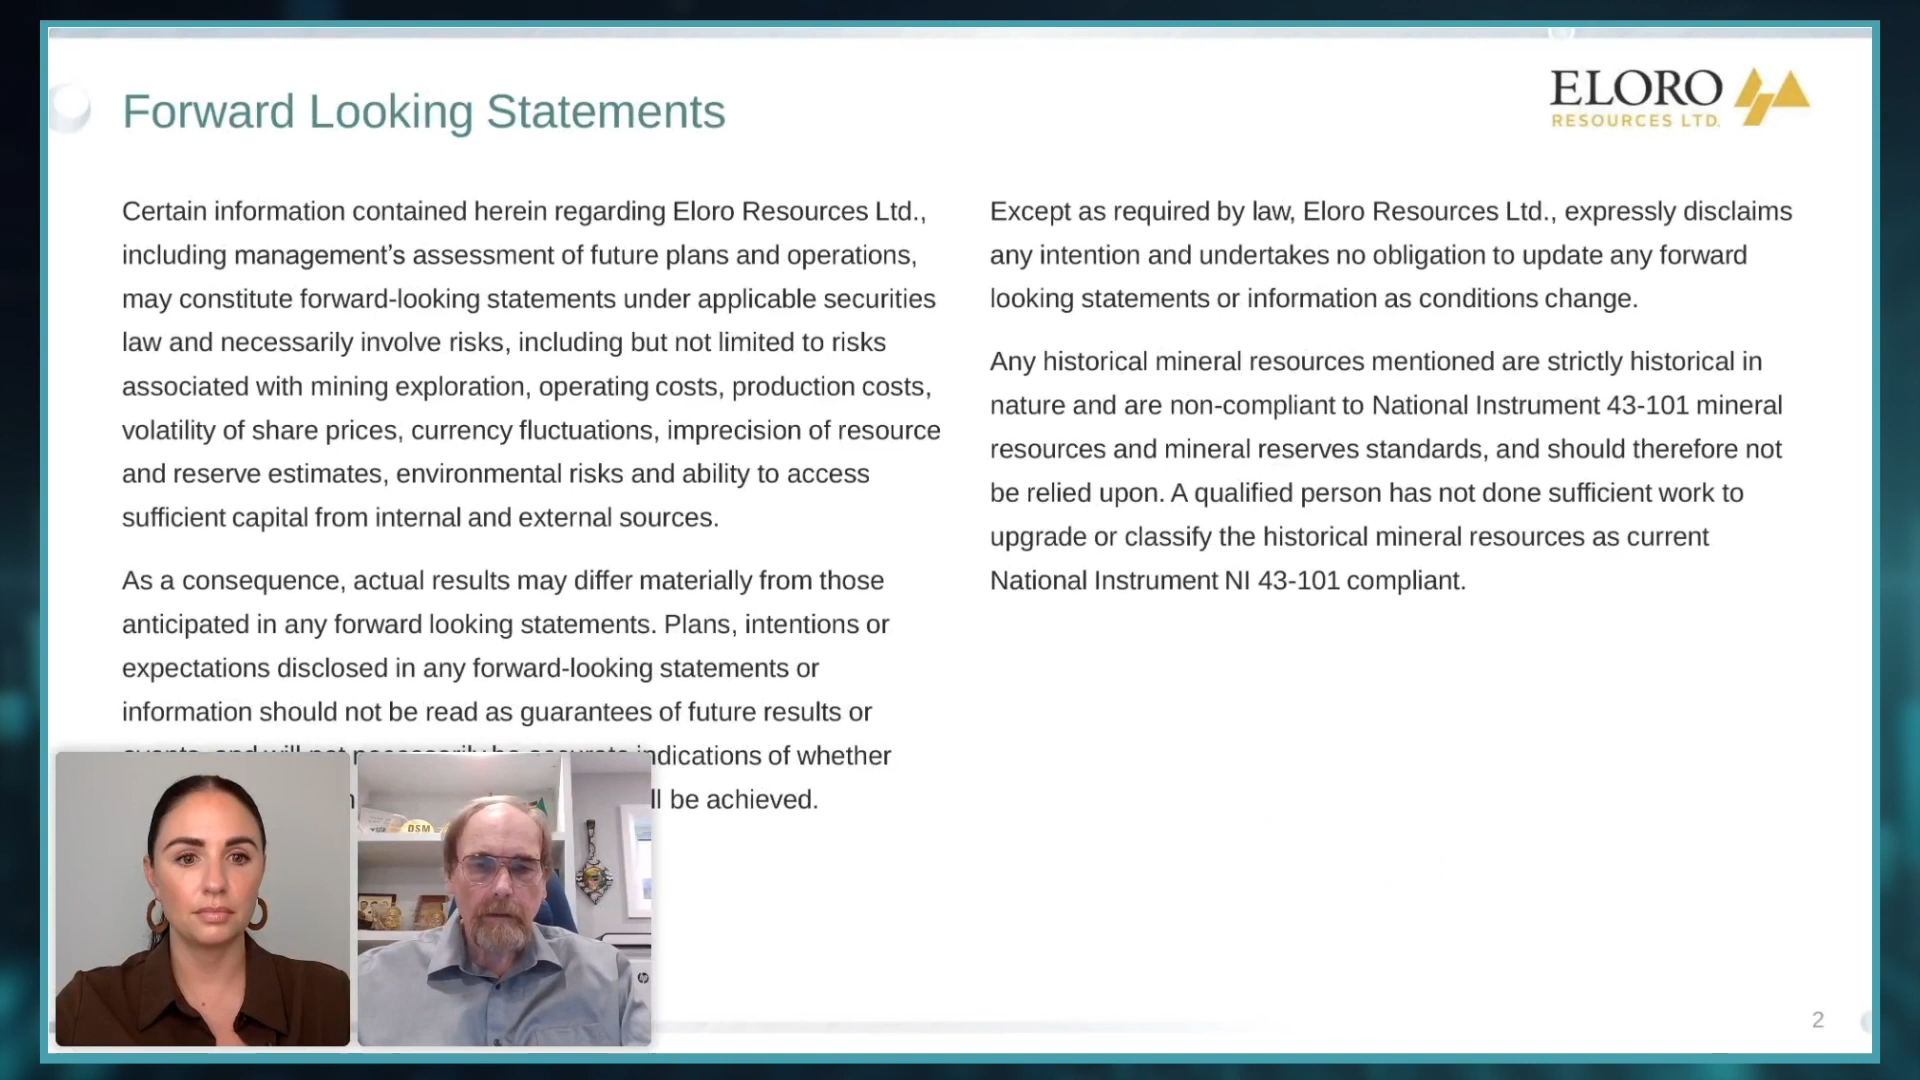 Forward Looking Statements
ELORO
RESOURCES LTD.
Certain information contained herein regarding Eloro Resources Ltd.,
including management’s assessment of future plans and operations,
may constitute forward-looking statements under applicable securities
law and necessarily involve risks, including but not limited to risks
associated with mining exploration, operating costs, production costs,
volatility of share prices, currency fluctuations, imprecision of resource
and reserve estimates, environmental risks and ability to access
sufficient capital from internal and external sources.
As a consequence, actual results may differ materially from those
anticipated in any forward looking statements. Plans, intentions or
expectations disclosed in any forward-looking statements or
information should not be read as guarantees of future results or
events, and will not necessarily be accurate indications of whether
be achieved.
Except as required by law, Eloro Resources Ltd., expressly disclaims
any intention and undertakes no obligation to update any forward
looking statements or information as conditions change.
Any historical mineral resources mentioned are strictly historical in
nature and are non-compliant to National Instrument 43-101 mineral
resources and mineral reserves standards, and should therefore not
be relied upon. A qualified person has not done sufficient work to
upgrade or classify the historical mineral resources as current
National Instrument NI 43-101 compliant.
DSM
hp
2